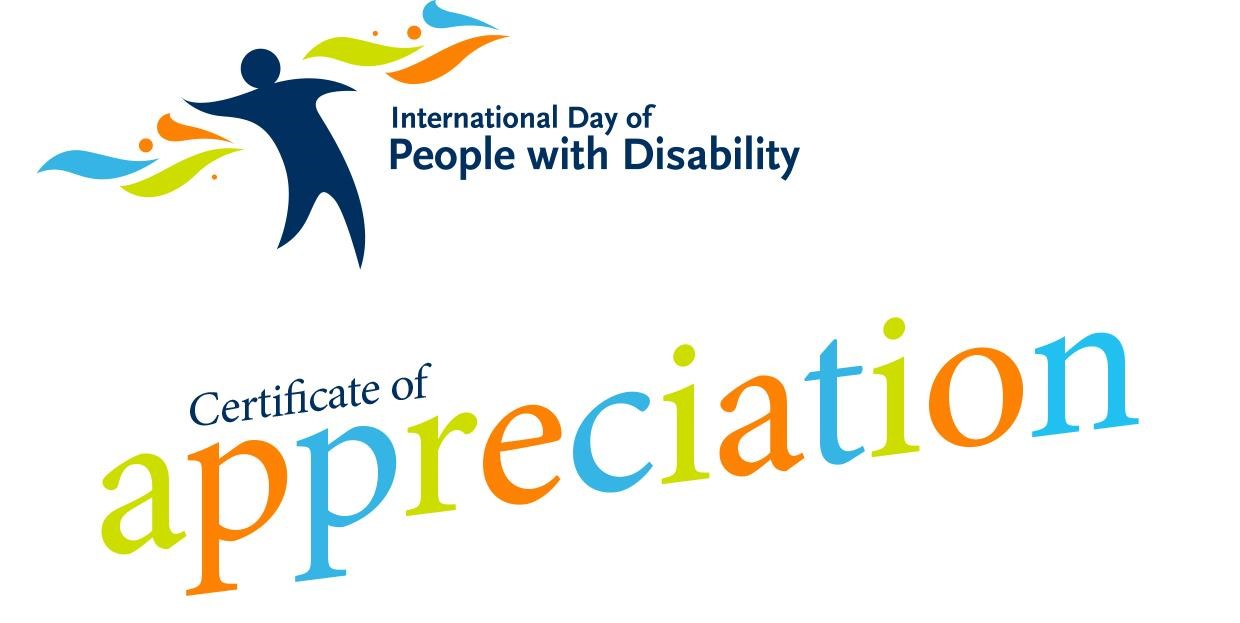 International Day of
People with Disability
Certificate of
appreciation